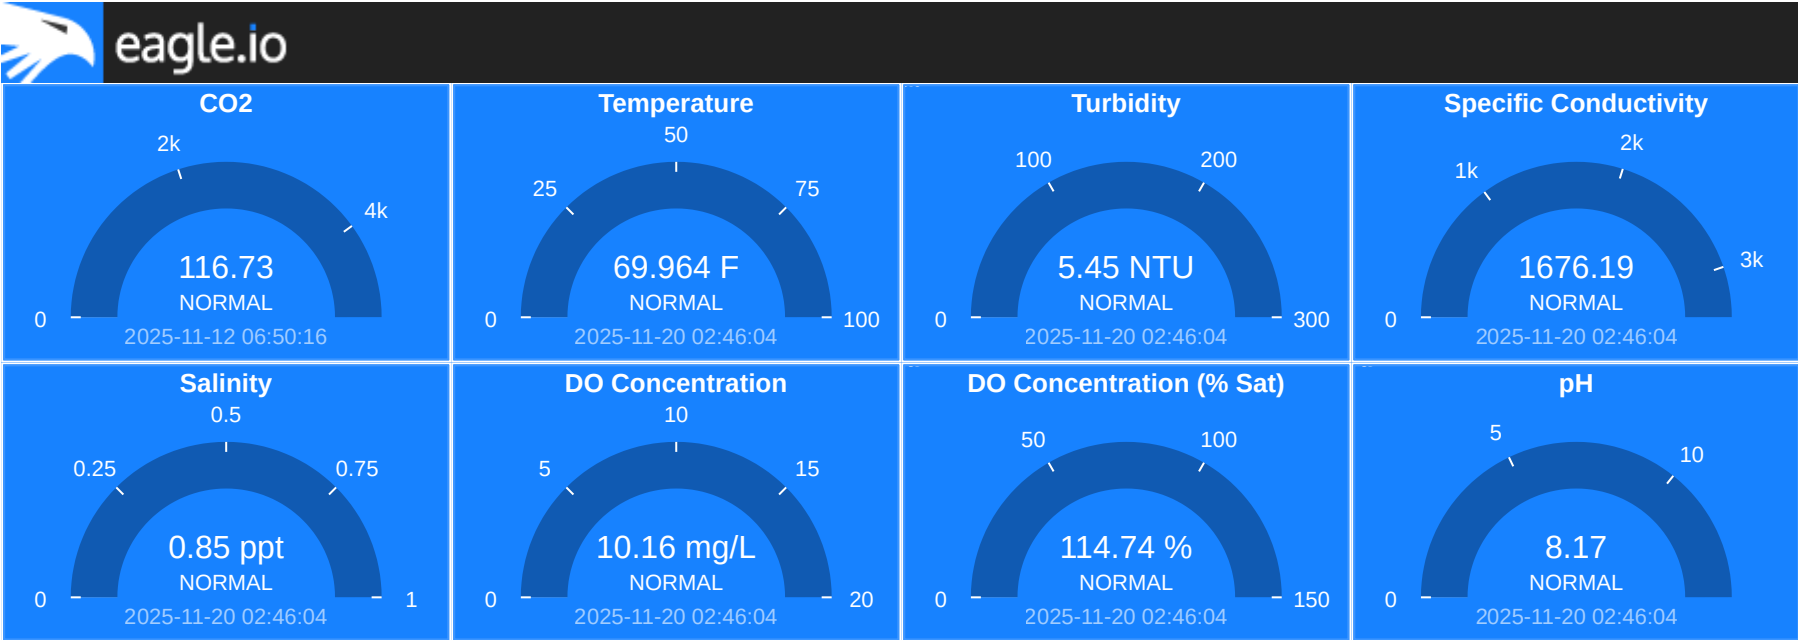 eagle.io
CO2
2k
4k
116.73
NORMAL
0
2025-11-12 06:50:16
Temperature
50
25
75
69.964 F
NORMAL
0
100
2025-11-20 02:46:04
Turbidity
100
200
5.45 NTU
NORMAL
0
300
2025-11-20 02:46:04
Specific Conductivity
2k
1k
3k
1676.19
NORMAL
0
2025-11-20 02:46:04
Salinity
0.5
0.25
0.75
0.85 ppt
NORMAL
0
1
2025-11-20 02:46:04
DO Concentration
10
5
15
10.16 mg/L
NORMAL
0
20
2025-11-20 02:46:04
DO Concentration (% Sat)
50
100
114.74 %
NORMAL
0
150
2025-11-20 02:46:04
pH
5
10
8.17
NORMAL
0
2025-11-20 02:46:04